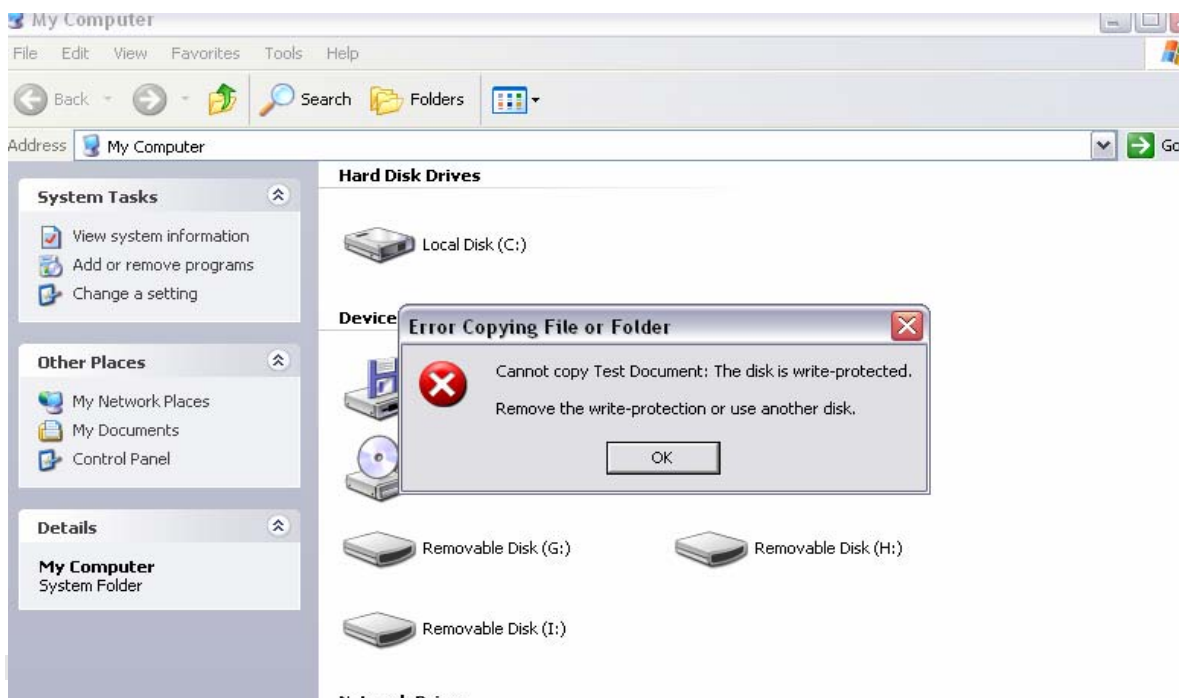 My Computer
File Edit View Favorites Tools Help
Back Search Folders
Address My Computer
Hard Disk Drives
System Tasks
View system information
Add or remove programs
Change a setting
Local Disk (C:)
Device
Error Copying File or Folder
Cannot copy Test Document: The disk is write-protected.
Remove the write-protection or use another disk.
OK
Other Places
My Network Places
My Documents
Control Panel
Details
My Computer
System Folder
Removable Disk (G:) Removable Disk (H:)
Removable Disk (I:)